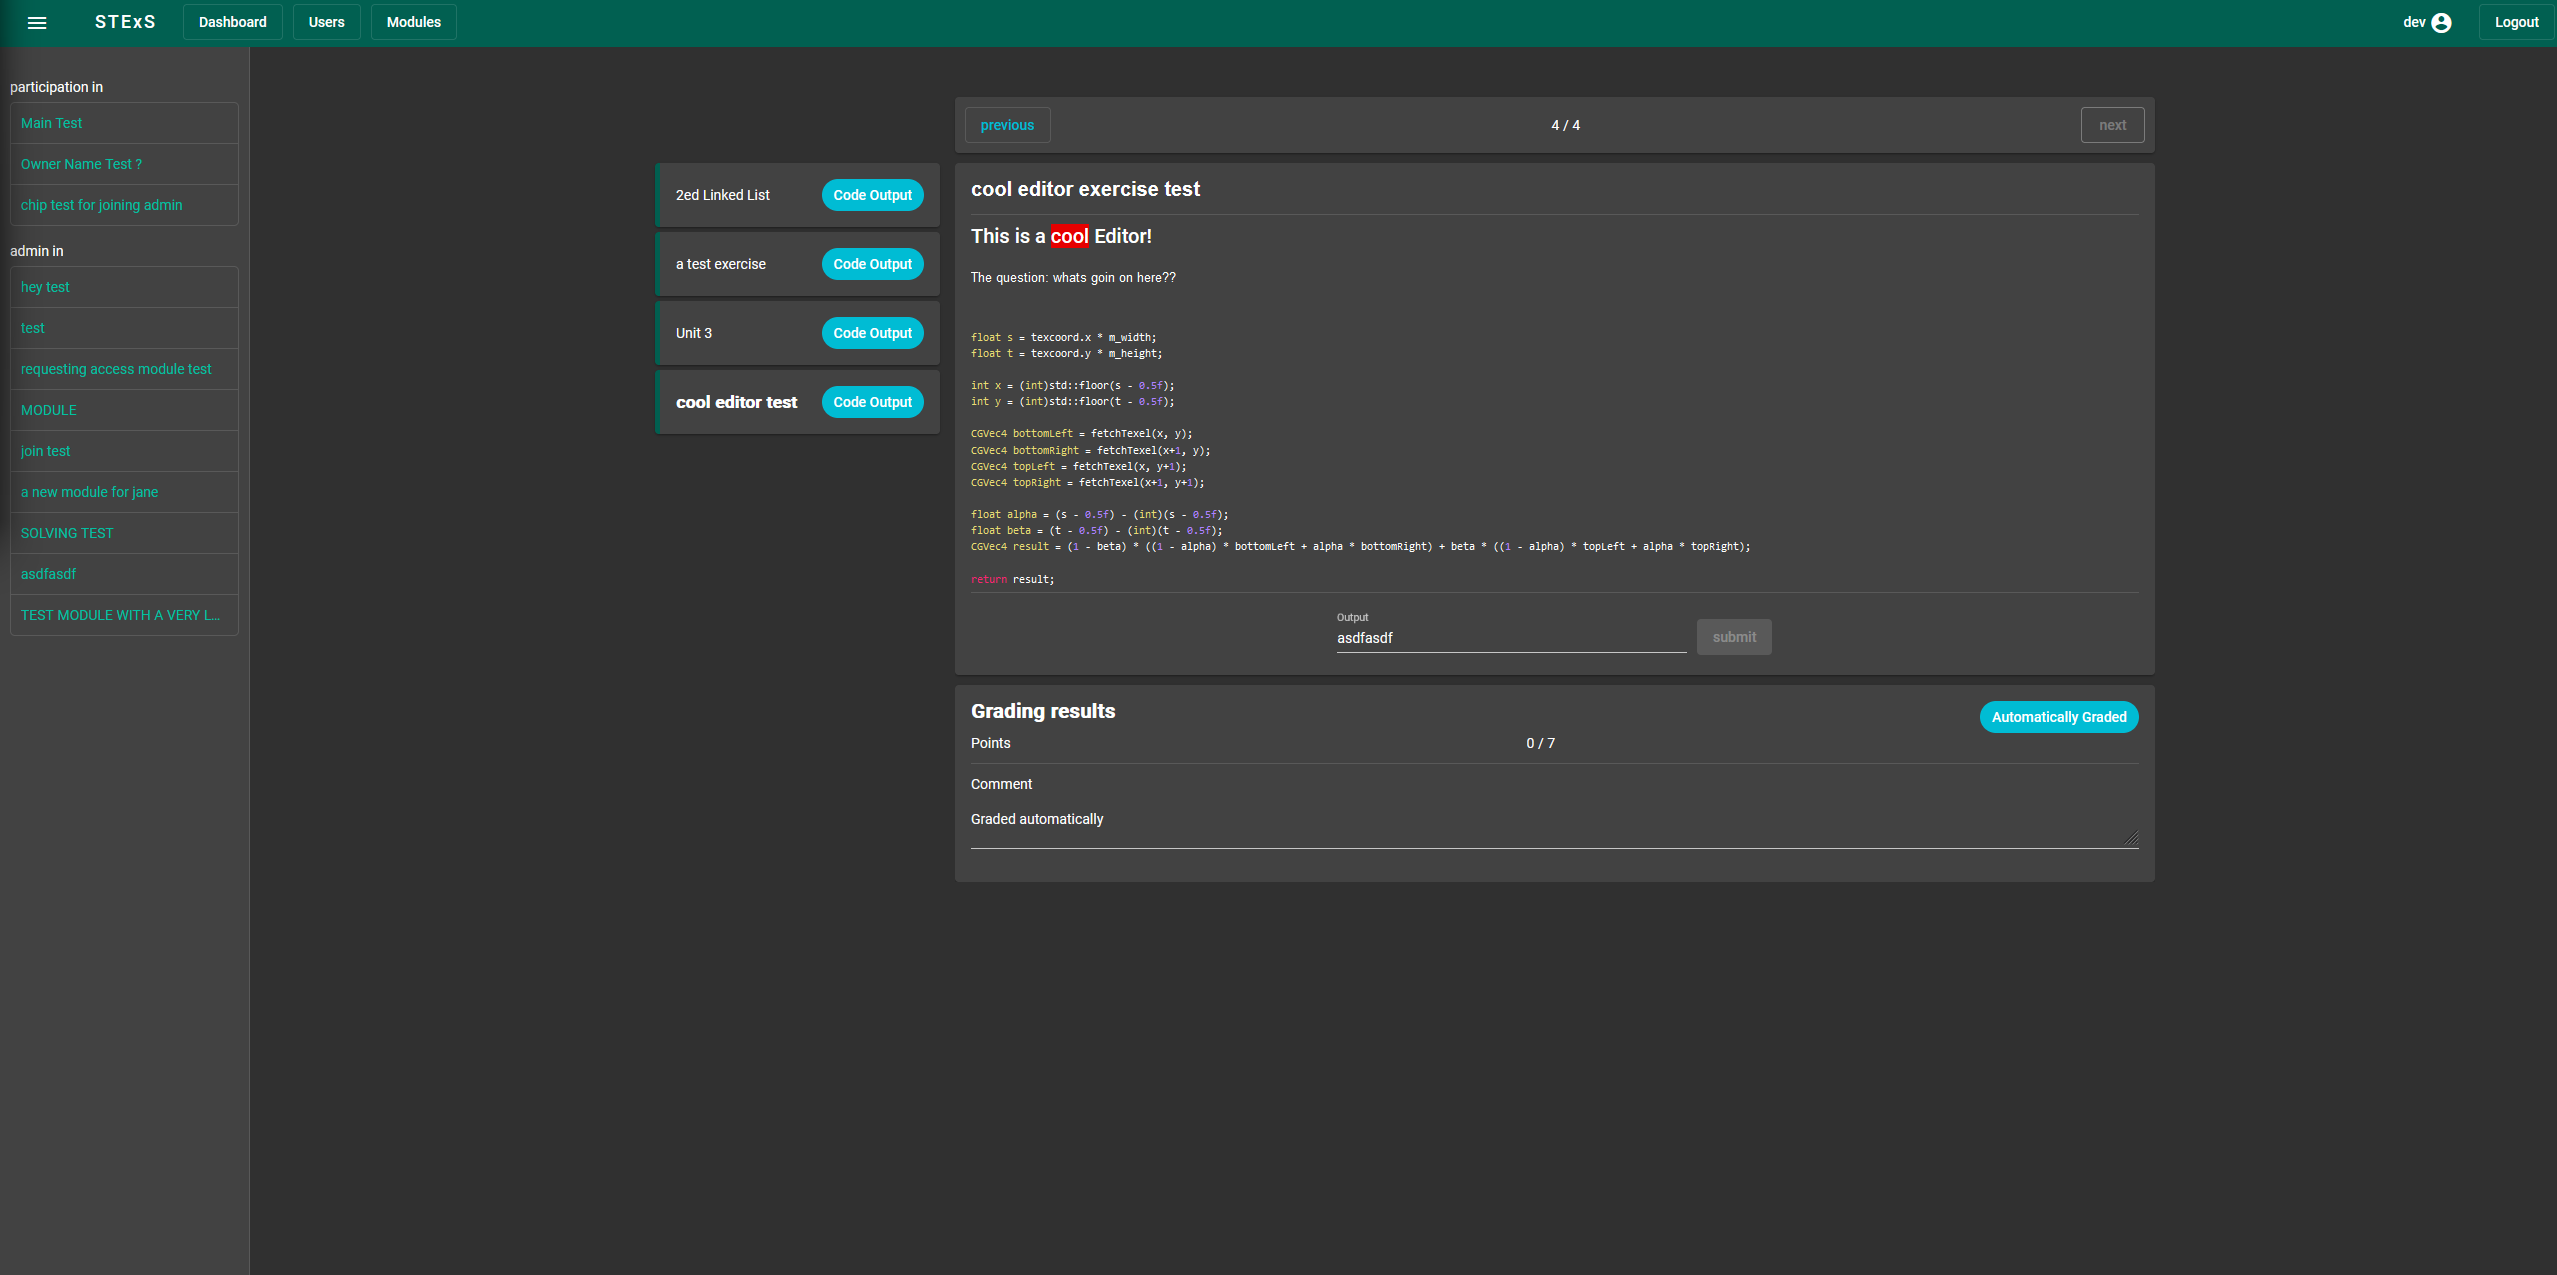 STExS Dashboard Users Modules dev Logout
participation in
Main Test
Owner Name Test ?
chip test for joining admin
admin in
hey test
test
requesting access module test
MODULE
join test
a new module for jane
SOLVING TEST
asdfasdf
TEST MODULE WITH A VERY L...
2ed Linked List Code Output
a test exercise Code Output
Unit 3 Code Output
cool editor test Code Output
previous 4 / 4 next
cool editor exercise test
This is a cool Editor!
The question: whats goin on here??
float s = texcoord.x * m_width;
float t = texcoord.y * m_height;
int x = (int)std::floor(s - 0.5f);
int y = (int)std::floor(t - 0.5f);
CGVec4 bottomLeft = fetchTexel(x, y);
CGVec4 bottomRight = fetchTexel(x+1, y);
CGVec4 topLeft = fetchTexel(x, y+1);
CGVec4 topRight = fetchTexel(x+1, y+1);
float alpha = (s - 0.5f) - (int)(s - 0.5f);
float beta = (t - 0.5f) - (int)(t - 0.5f);
CGVec4 result = (1 - beta) * ((1 - alpha) * bottomLeft + alpha * bottomRight) + beta * ((1 - alpha) * topLeft + alpha * topRight);
return result;
Output
asdfasdf submit
Grading results Automatically Graded
Points 0 / 7
Comment
Graded automatically